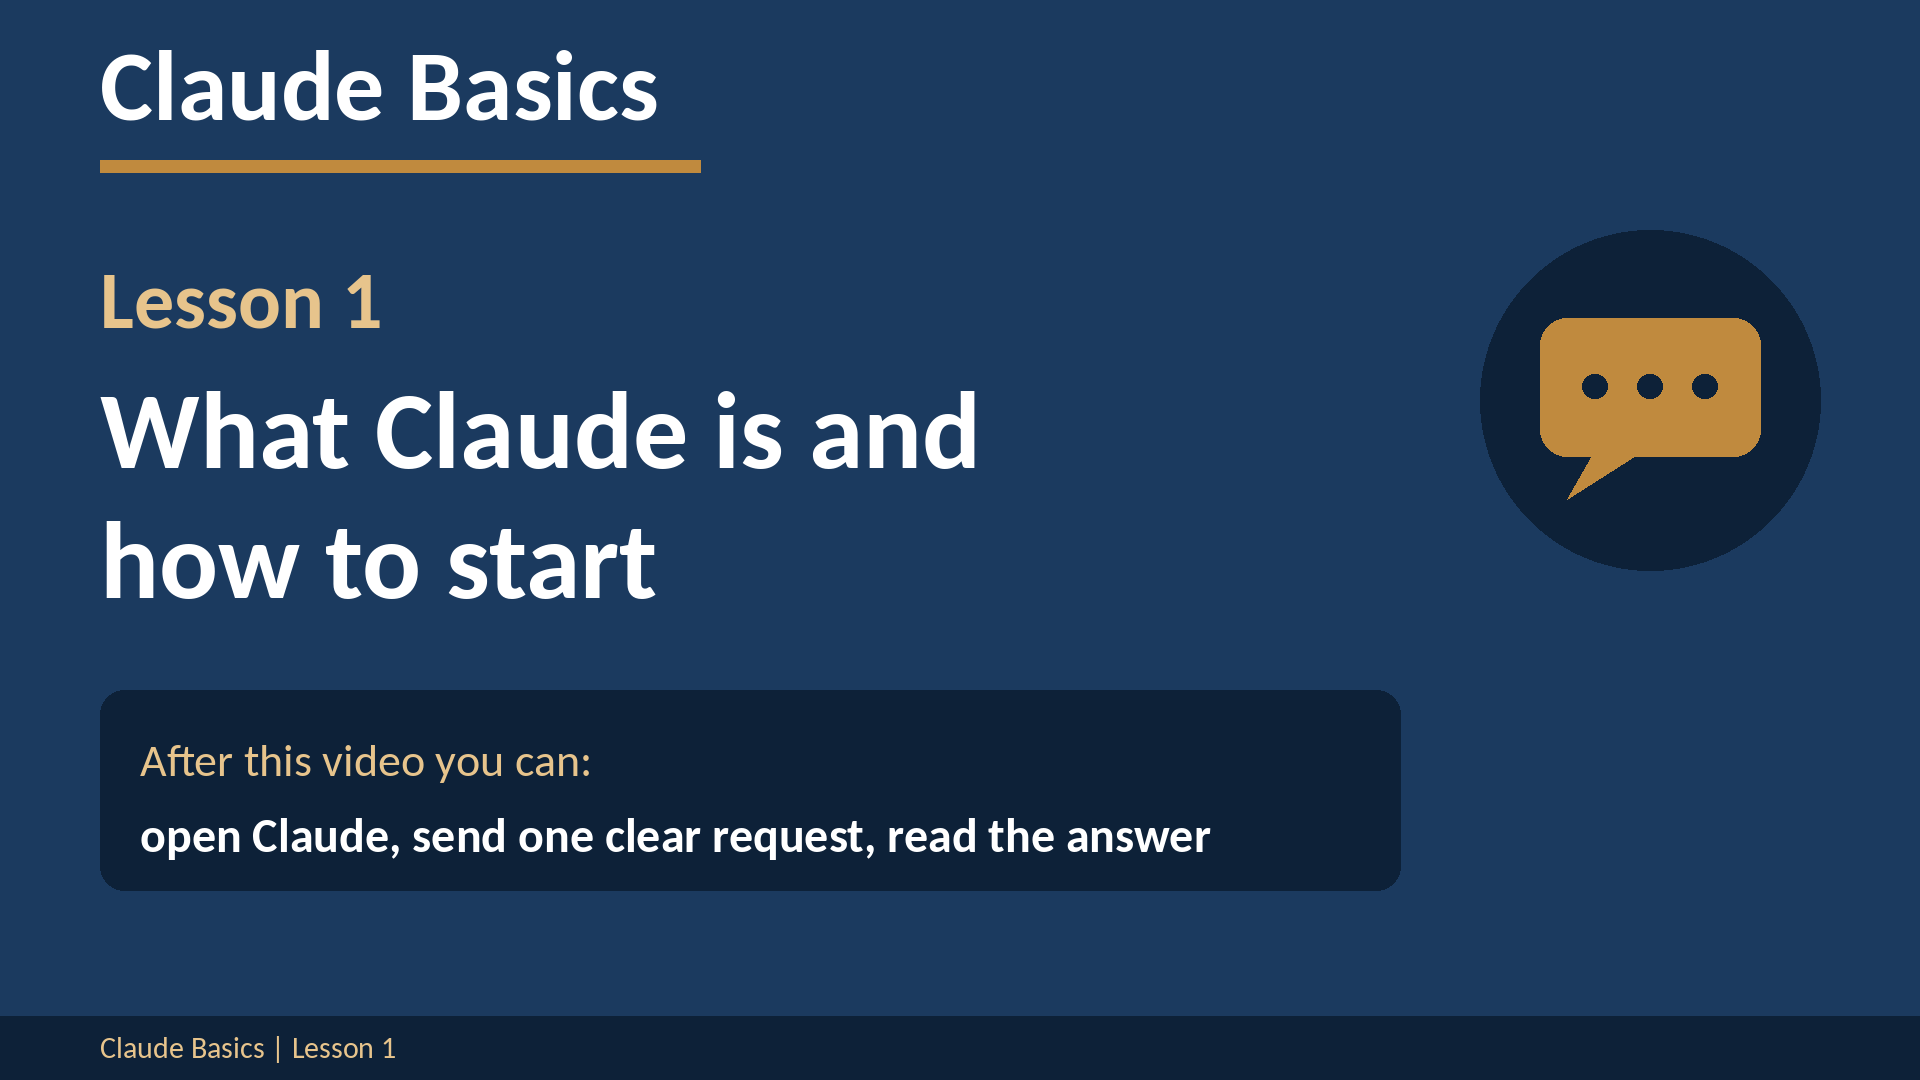 Claude Basics
Lesson 1
What Claude is and
how to start
After this video you can:
open Claude, send one clear request, read the answer
Claude Basics | Lesson 1